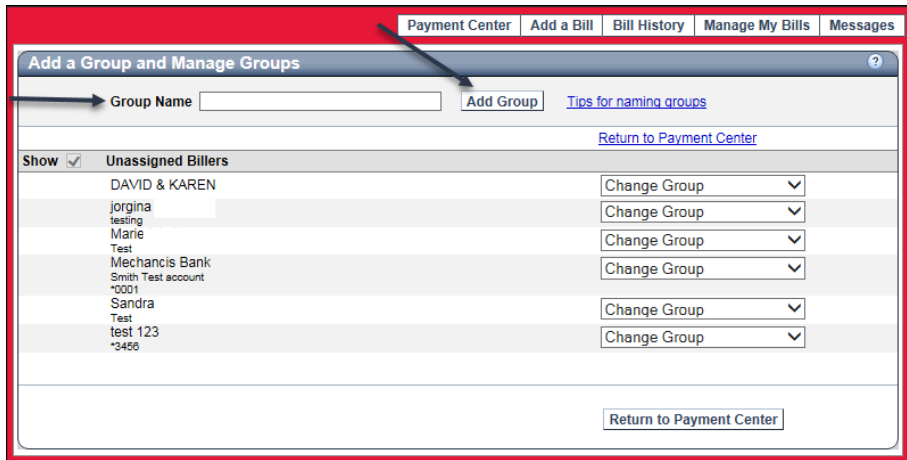 Payment Center Add a Bill Bill History Manage My Bills Messages
Add a Group and Manage Groups ?
Group Name Add Group Tips for naming groups
Return to Payment Center
Show Unassigned Billers
DAVID & KAREN Change Group
jorgina Change Group
testing
Marie Change Group
Test
Mechancis Bank Change Group
Smith Test account
*0001
Sandra Change Group
Test
test 123 Change Group
*3456
Return to Payment Center